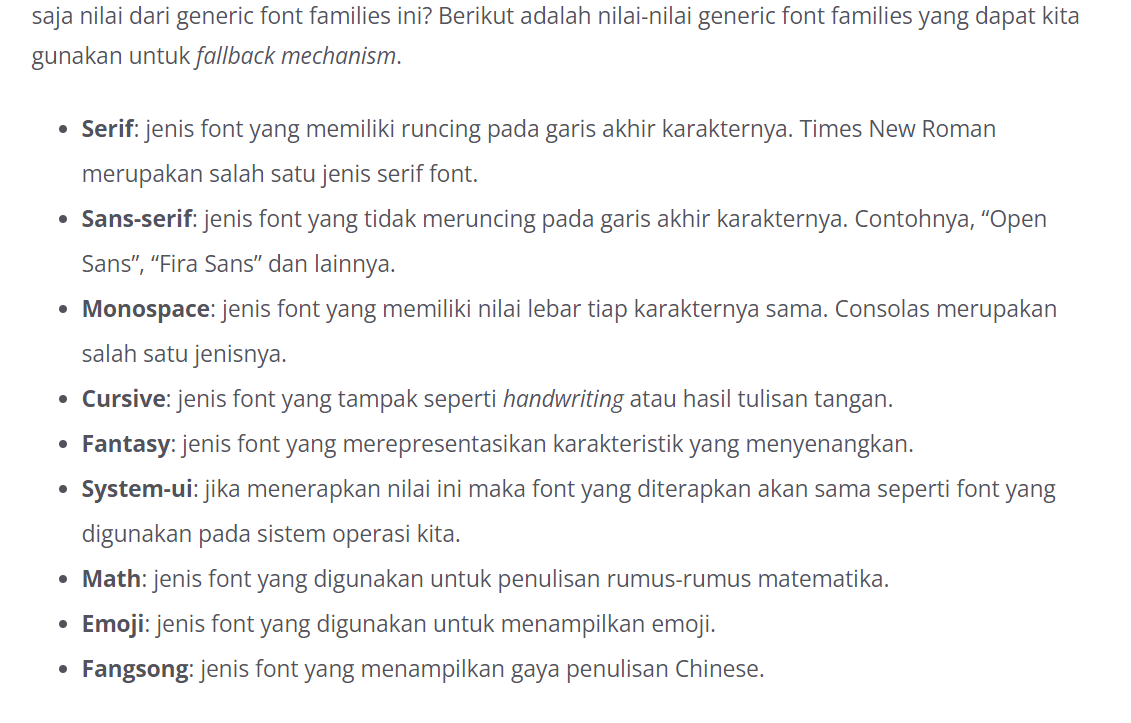 saja nilai dari generic font families ini? Berikut adalah nilai-nilai generic font families yang dapat kita
gunakan untuk fallback mechanism.
• Serif: jenis font yang memiliki runcing pada garis akhir karakternya. Times New Roman
merupakan salah satu jenis serif font.
• Sans-serif: jenis font yang tidak meruncing pada garis akhir karakternya. Contohnya, “Open
Sans”, “Fira Sans” dan lainnya.
• Monospace: jenis font yang memiliki nilai lebar tiap karakternya sama. Consolas merupakan
salah satu jenisnya.
• Cursive: jenis font yang tampak seperti handwriting atau hasil tulisan tangan.
• Fantasy: jenis font yang merepresentasikan karakteristik yang menyenangkan.
• System-ui: jika menerapkan nilai ini maka font yang diterapkan akan sama seperti font yang
digunakan pada sistem operasi kita.
• Math: jenis font yang digunakan untuk penulisan rumus-rumus matematika.
• Emoji: jenis font yang digunakan untuk menampilkan emoji.
• Fangsong: jenis font yang menampilkan gaya penulisan Chinese.